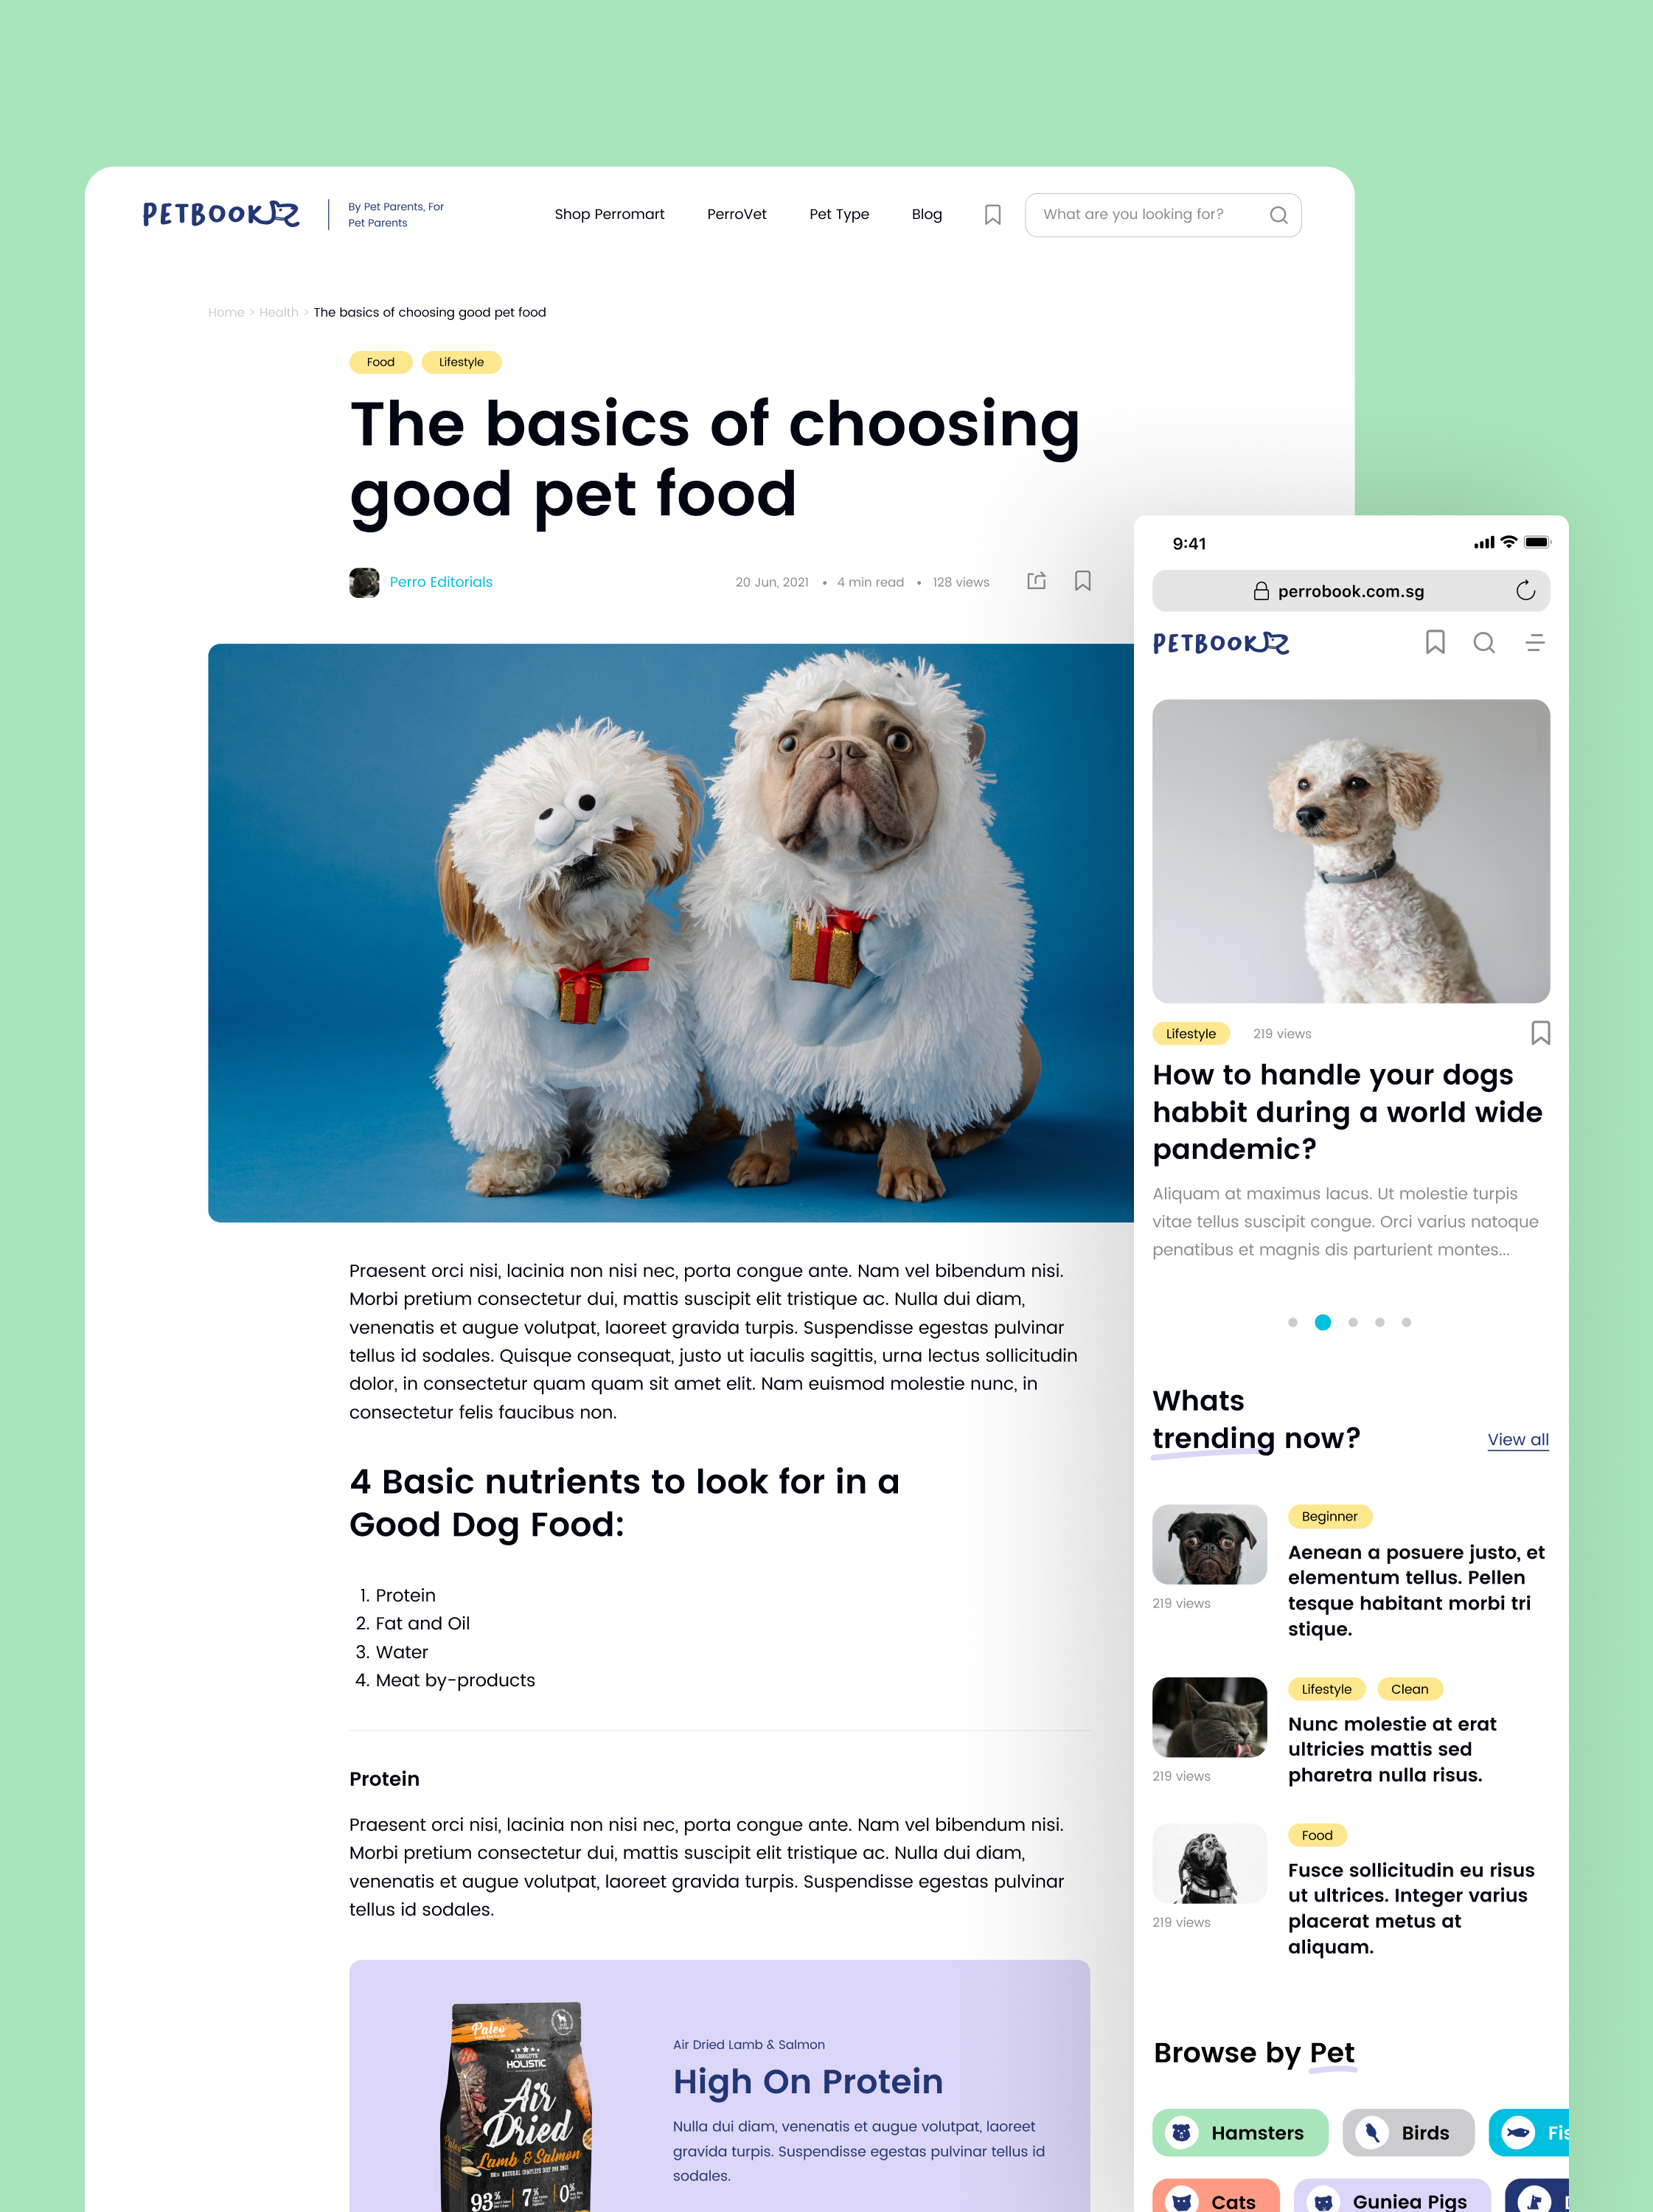 PETBOOK
By Pet Parents, For
Pet Parents
Shop Perromart
PerroVet
Pet Type
Blog
What are you looking for?
Home > Health > The basics of choosing good pet food
Food
Lifestyle
The basics of choosing
good pet food
Perro Editorials
20 Jun, 2021 • 4 min read • 128 views
Praesent orci nisi, lacinia non nisi nec, porta congue ante. Nam vel bibendum nisi.
Morbi pretium consectetur dui, mattis suscipit elit tristique ac. Nulla dui diam,
venenatis et augue volutpat, laoreet gravida turpis. Suspendisse egestas pulvinar
tellus id sodales. Quisque consequat, justo ut iaculis sagittis, urna lectus sollicitudin
dolor, in consectetur quam quam sit amet elit. Nam euismod molestie nunc, in
consectetur felis faucibus non.
4 Basic nutrients to look for in a
Good Dog Food:
1. Protein
2. Fat and Oil
3. Water
4. Meat by-products
Protein
Praesent orci nisi, lacinia non nisi nec, porta congue ante. Nam vel bibendum nisi.
Morbi pretium consectetur dui, mattis suscipit elit tristique ac. Nulla dui diam,
venenatis et augue volutpat, laoreet gravida turpis. Suspendisse egestas pulvinar
tellus id sodales.
Paleo
ABSOLUTE
HOLISTIC
Air
Dried
Lamb & Salmon
93%
7%
0%
Air Dried Lamb & Salmon
High On Protein
Nulla dui diam, venenatis et augue volutpat, laoreet
gravida turpis. Suspendisse egestas pulvinar tellus id
sodales.
9:41
perrobook.com.sg
PETBOOK
Lifestyle
219 views
How to handle your dogs
habbit during a world wide
pandemic?
Aliquam at maximus lacus. Ut molestie turpis
vitae tellus suscipit congue. Orci varius natoque
penatibus et magnis dis parturient montes...
Whats
trending now?
View all
Beginner
Aenean a posuere justo, et
elementum tellus. Pellen
tesque habitant morbi tri
stique.
219 views
Lifestyle
Clean
Nunc molestie at erat
ultricies mattis sed
pharetra nulla risus.
219 views
Food
Fusce sollicitudin eu risus
ut ultrices. Integer varius
placerat metus at
aliquam.
219 views
Browse by Pet
Hamsters
Birds
Cats
Guniea Pigs